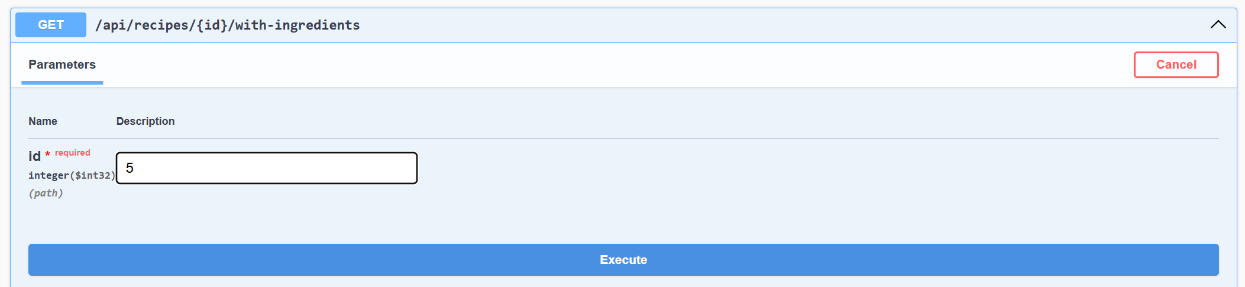 GET /api/recipes/{id}/with-ingredients
Parameters
Cancel
Name Description
id * required
integer($int32)
(path)
5
Execute